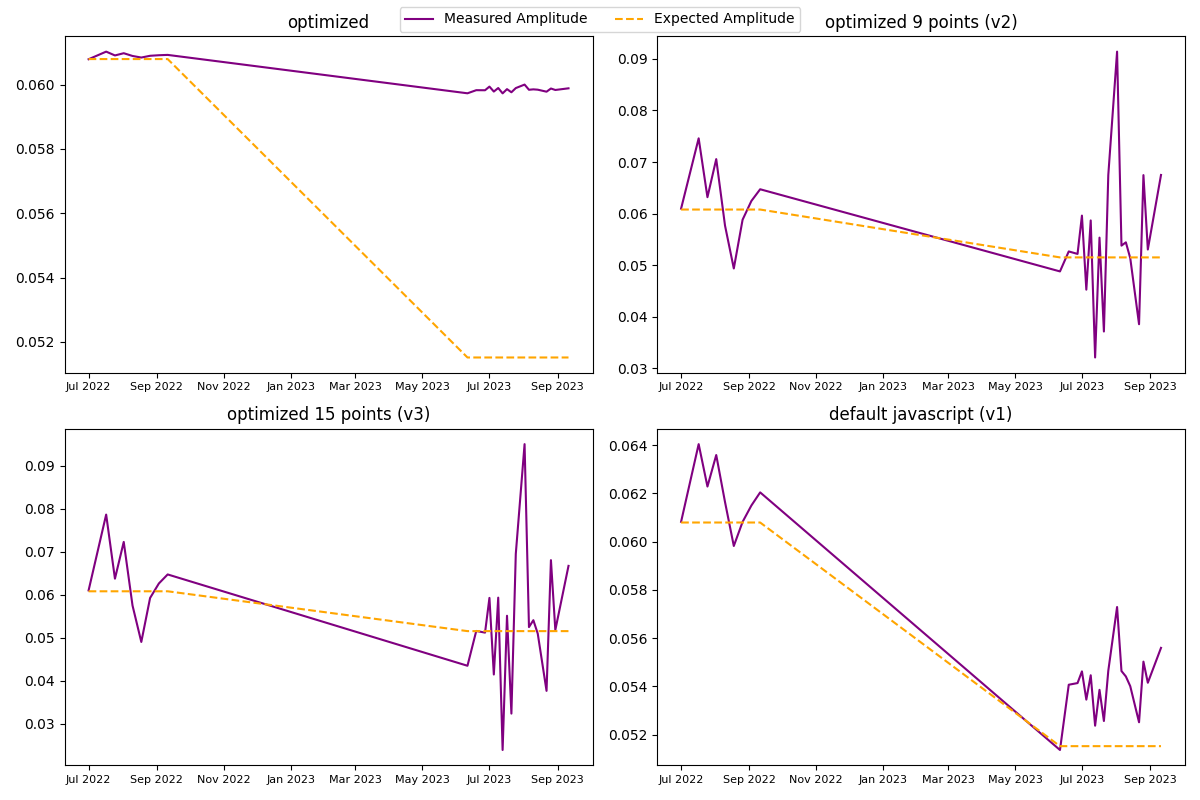 Measured Amplitude Expected Amplitude
optimized
0.060
0.058
0.056
0.054
0.052
Jul 2022 Sep 2022 Nov 2022 Jan 2023 Mar 2023 May 2023 Jul 2023 Sep 2023
optimized 9 points (v2)
0.09
0.08
0.07
0.06
0.05
0.04
0.03
Jul 2022 Sep 2022 Nov 2022 Jan 2023 Mar 2023 May 2023 Jul 2023 Sep 2023
optimized 15 points (v3)
0.09
0.08
0.07
0.06
0.05
0.04
0.03
Jul 2022 Sep 2022 Nov 2022 Jan 2023 Mar 2023 May 2023 Jul 2023 Sep 2023
default javascript (v1)
0.064
0.062
0.060
0.058
0.056
0.054
0.052
Jul 2022 Sep 2022 Nov 2022 Jan 2023 Mar 2023 May 2023 Jul 2023 Sep 2023